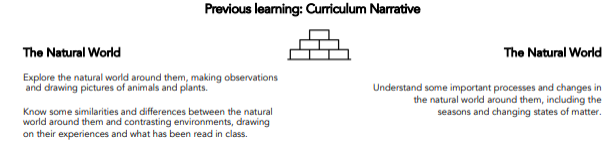 Previous learning: Curriculum Narrative
The Natural World
Explore the natural world around them, making observations
and drawing pictures of animals and plants.
Know some similarities and differences between the natural
world around them and contrasting environments, drawing
on their experiences and what has been read in class.
The Natural World
Understand some important processes and changes in
the natural world around them, including the
seasons and changing states of matter.